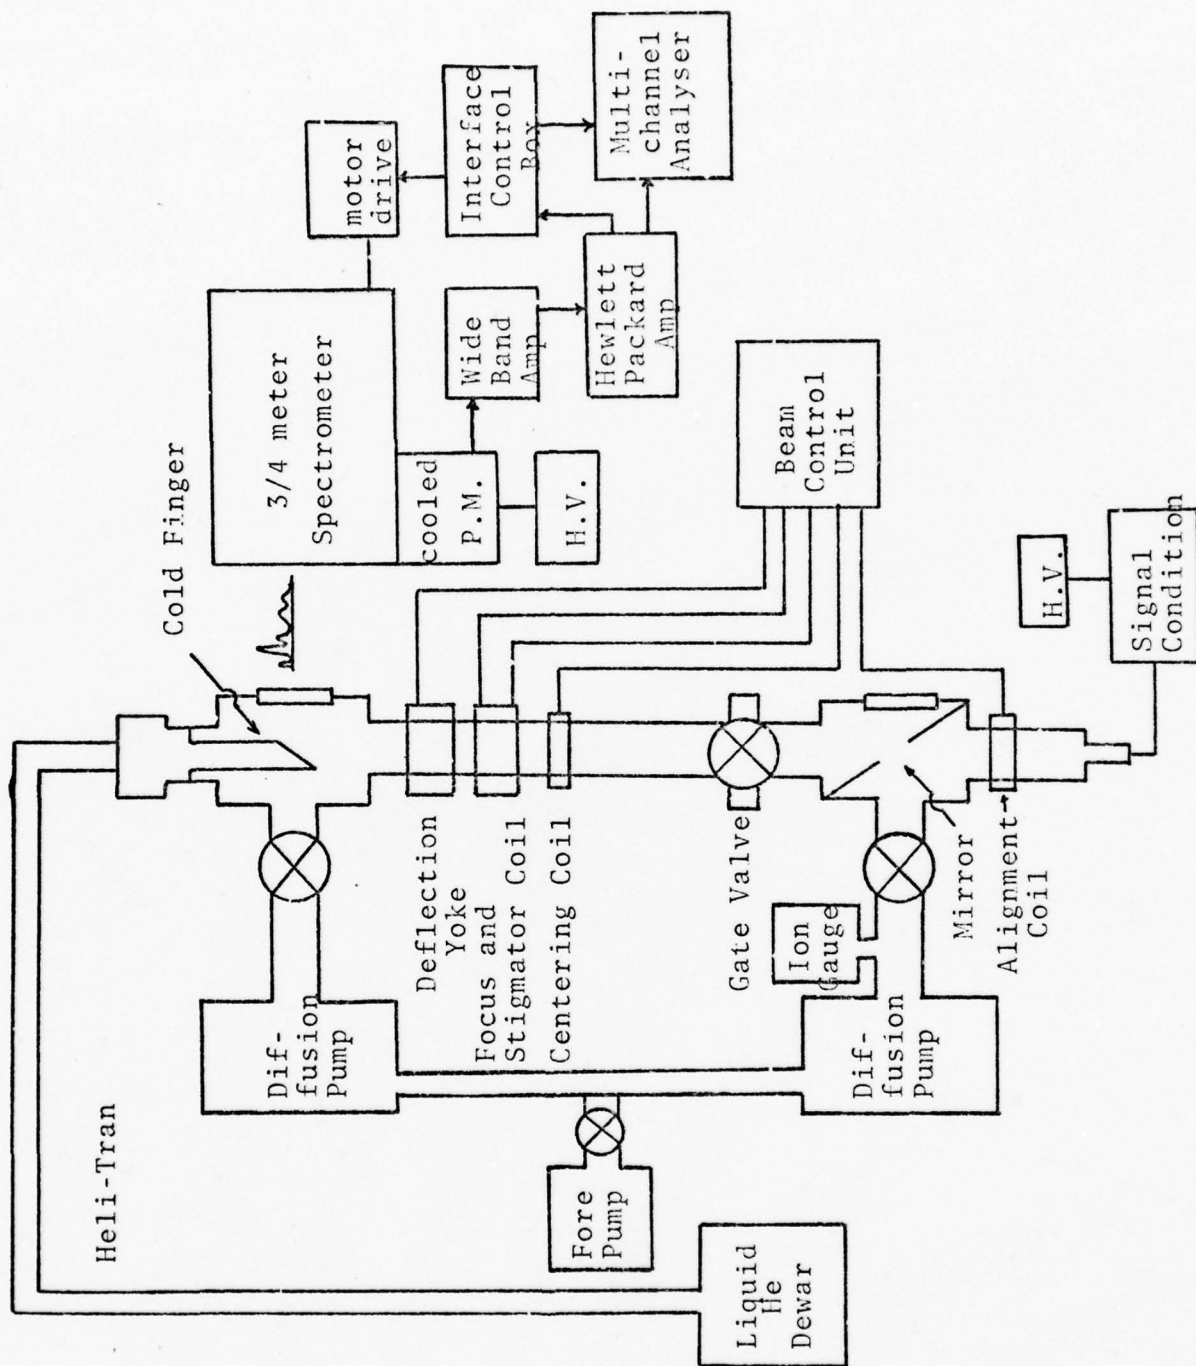 Heli-Tran
Cold Finger
3/4 meter
Spectrometer
motor
drive
cooled
P.M.
H.V.
Wide
Band
Amp
Interface
Control
Box
Hewlett
Packard
Amp
Multi-
channel
Analyser
Dif-
fusion
Pump
Deflection
Yoke
Focus and
Stigmator Coil
Centering Coil
Beam
Control
Unit
Fore
Pump
Gate Valve
Ion
Gauge
Liquid
He
Dewar
Dif-
fusion
Pump
Mirror
Alignment
Coil
H.V.
Signal
Condition